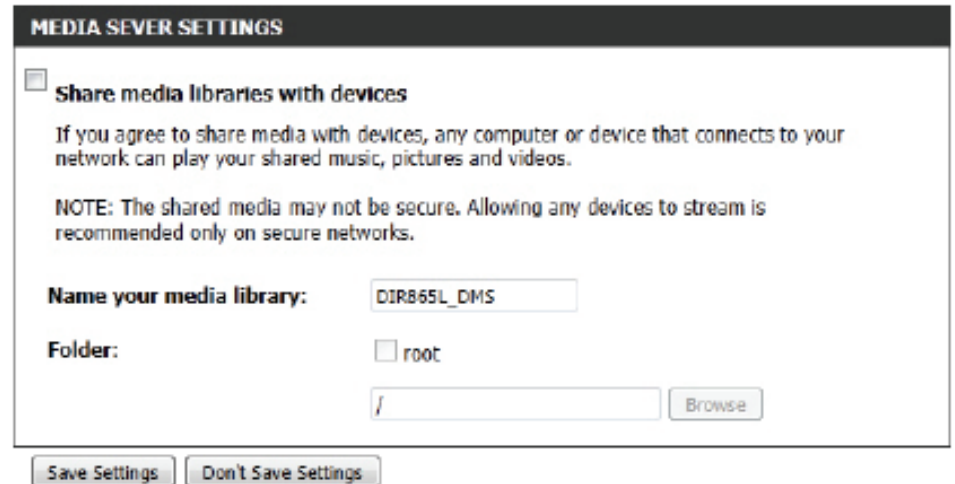 MEDIA SEVER SETTINGS
Share media libraries with devices
If you agree to share media with devices, any computer or device that connects to your
network can play your shared music, pictures and videos.
NOTE: The shared media may not be secure. Allowing any devices to stream is
recommended only on secure networks.
Name your media library: DIR865L_DMS
Folder: root
/ Browse
Save Settings Don't Save Settings